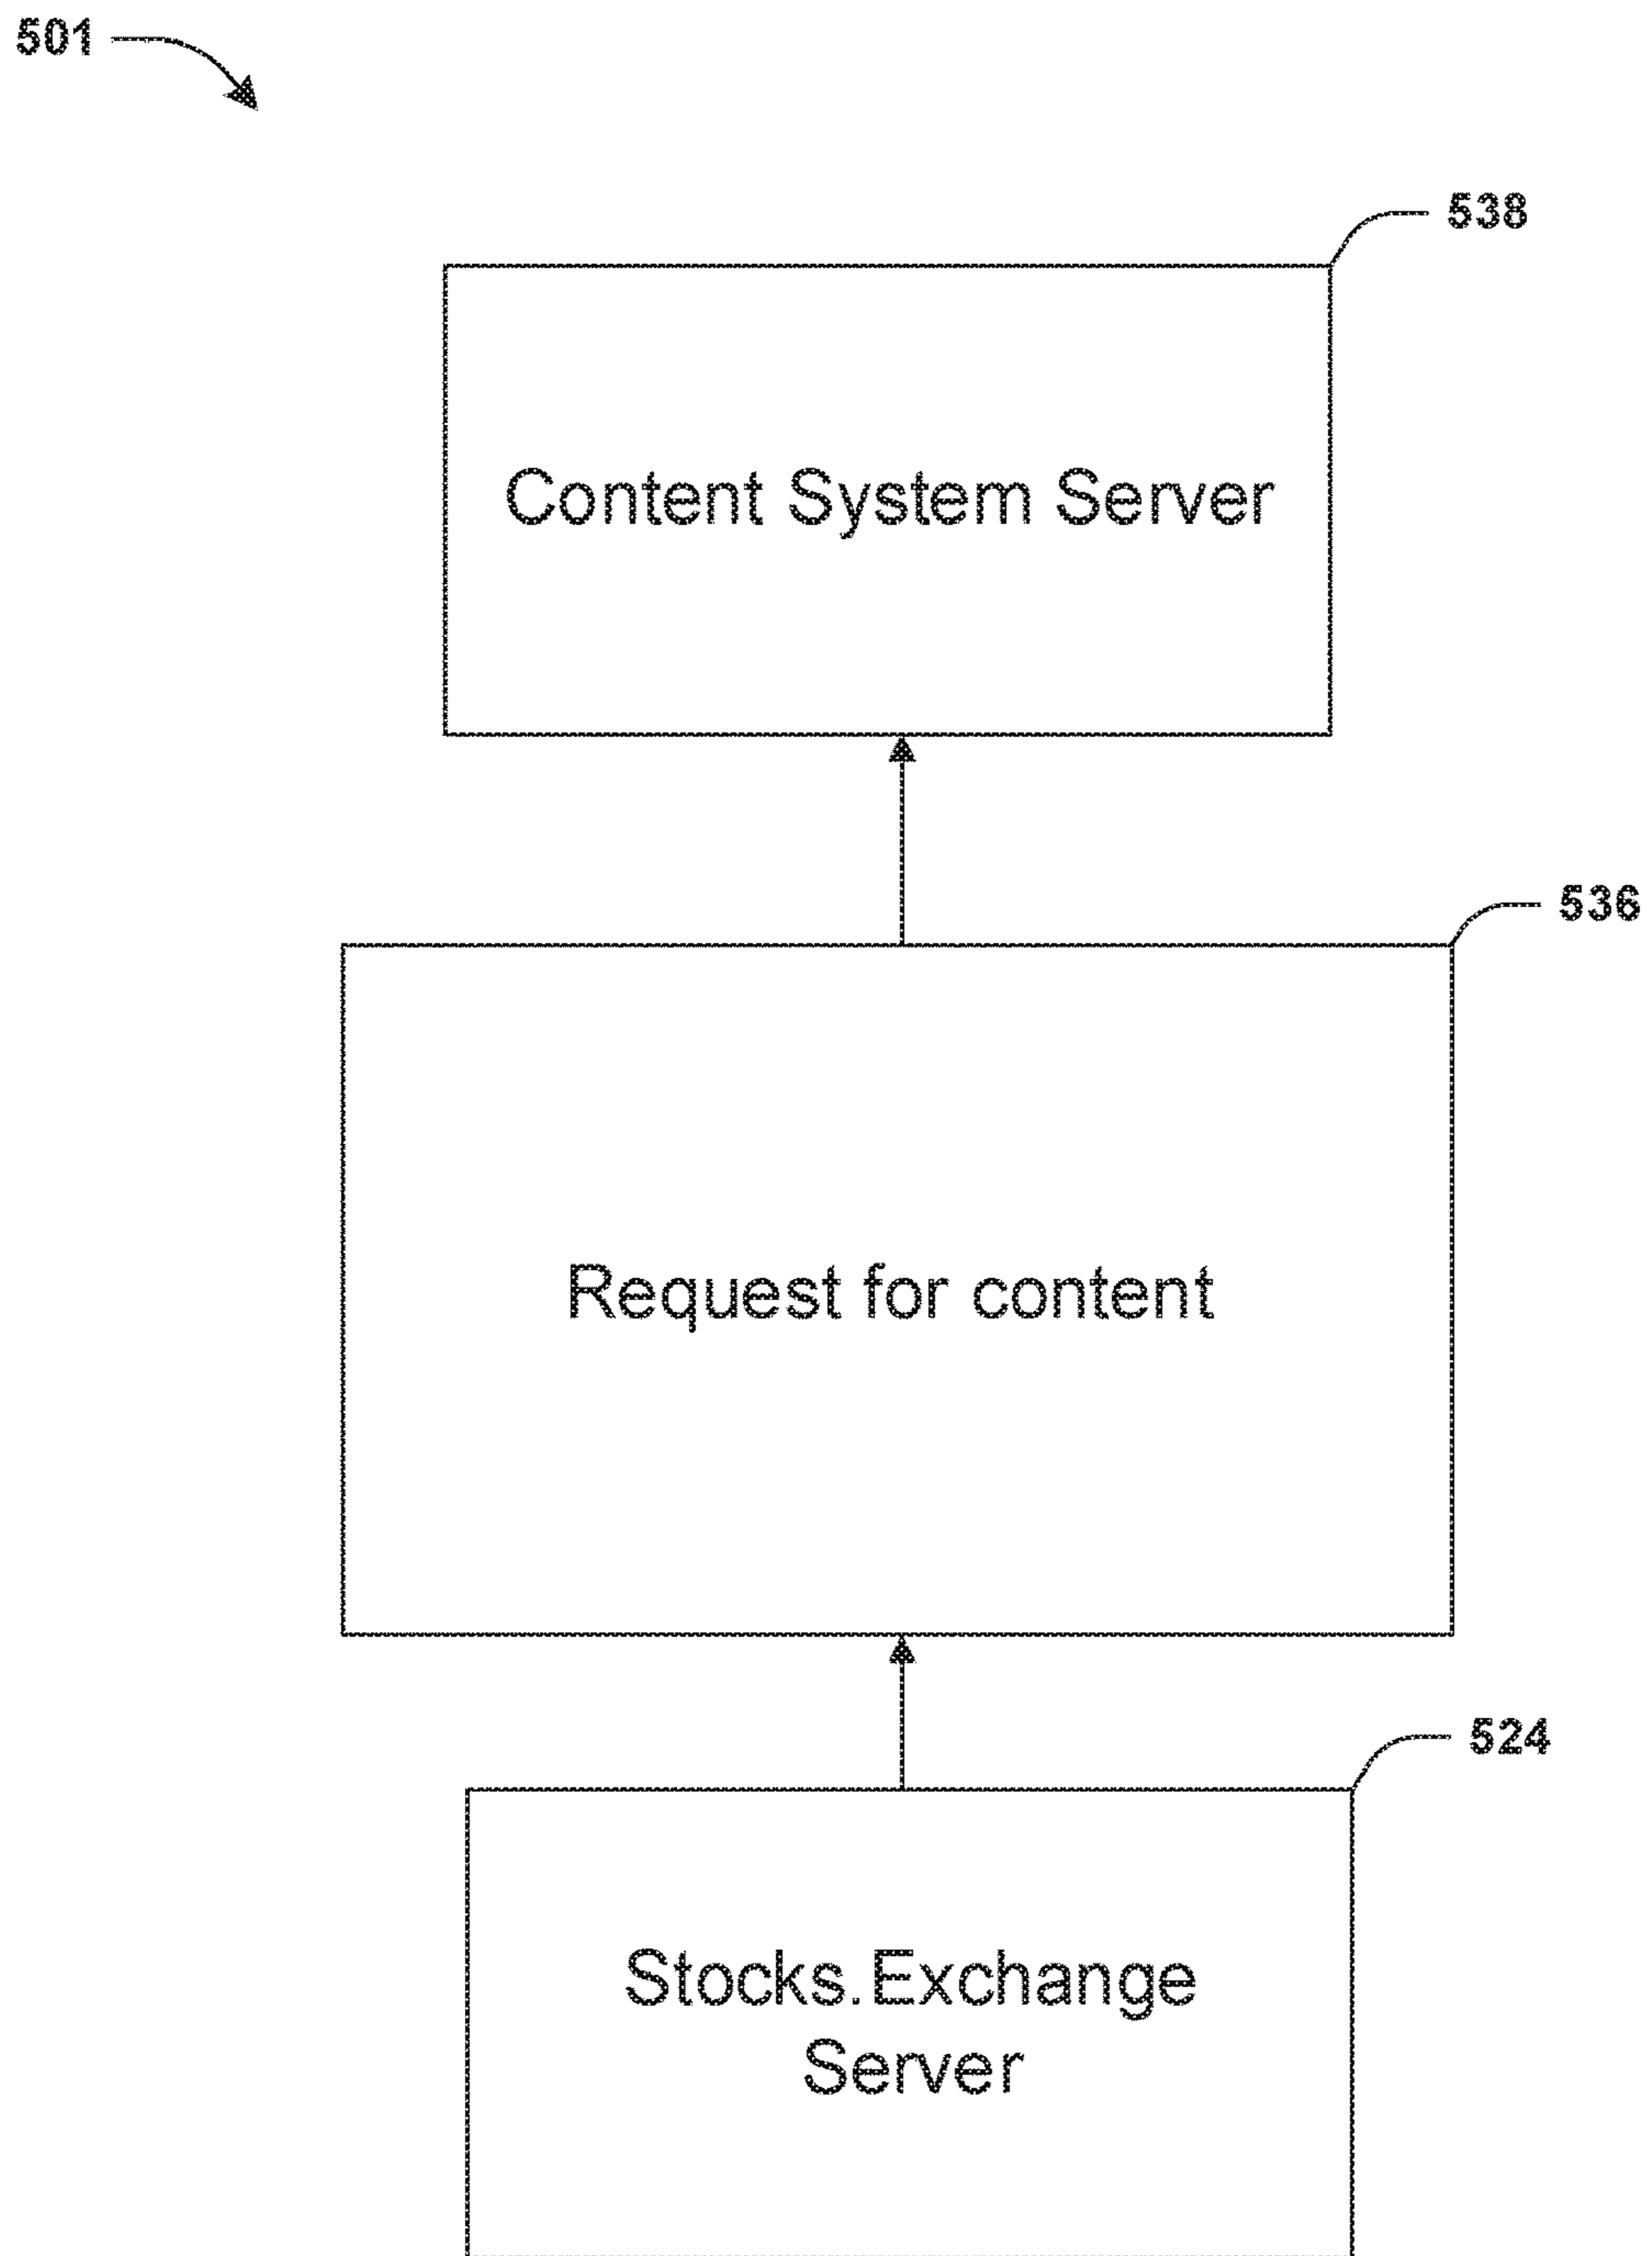 501
538
Content System Server
536
Request for content
524
Stocks.Exchange
Server